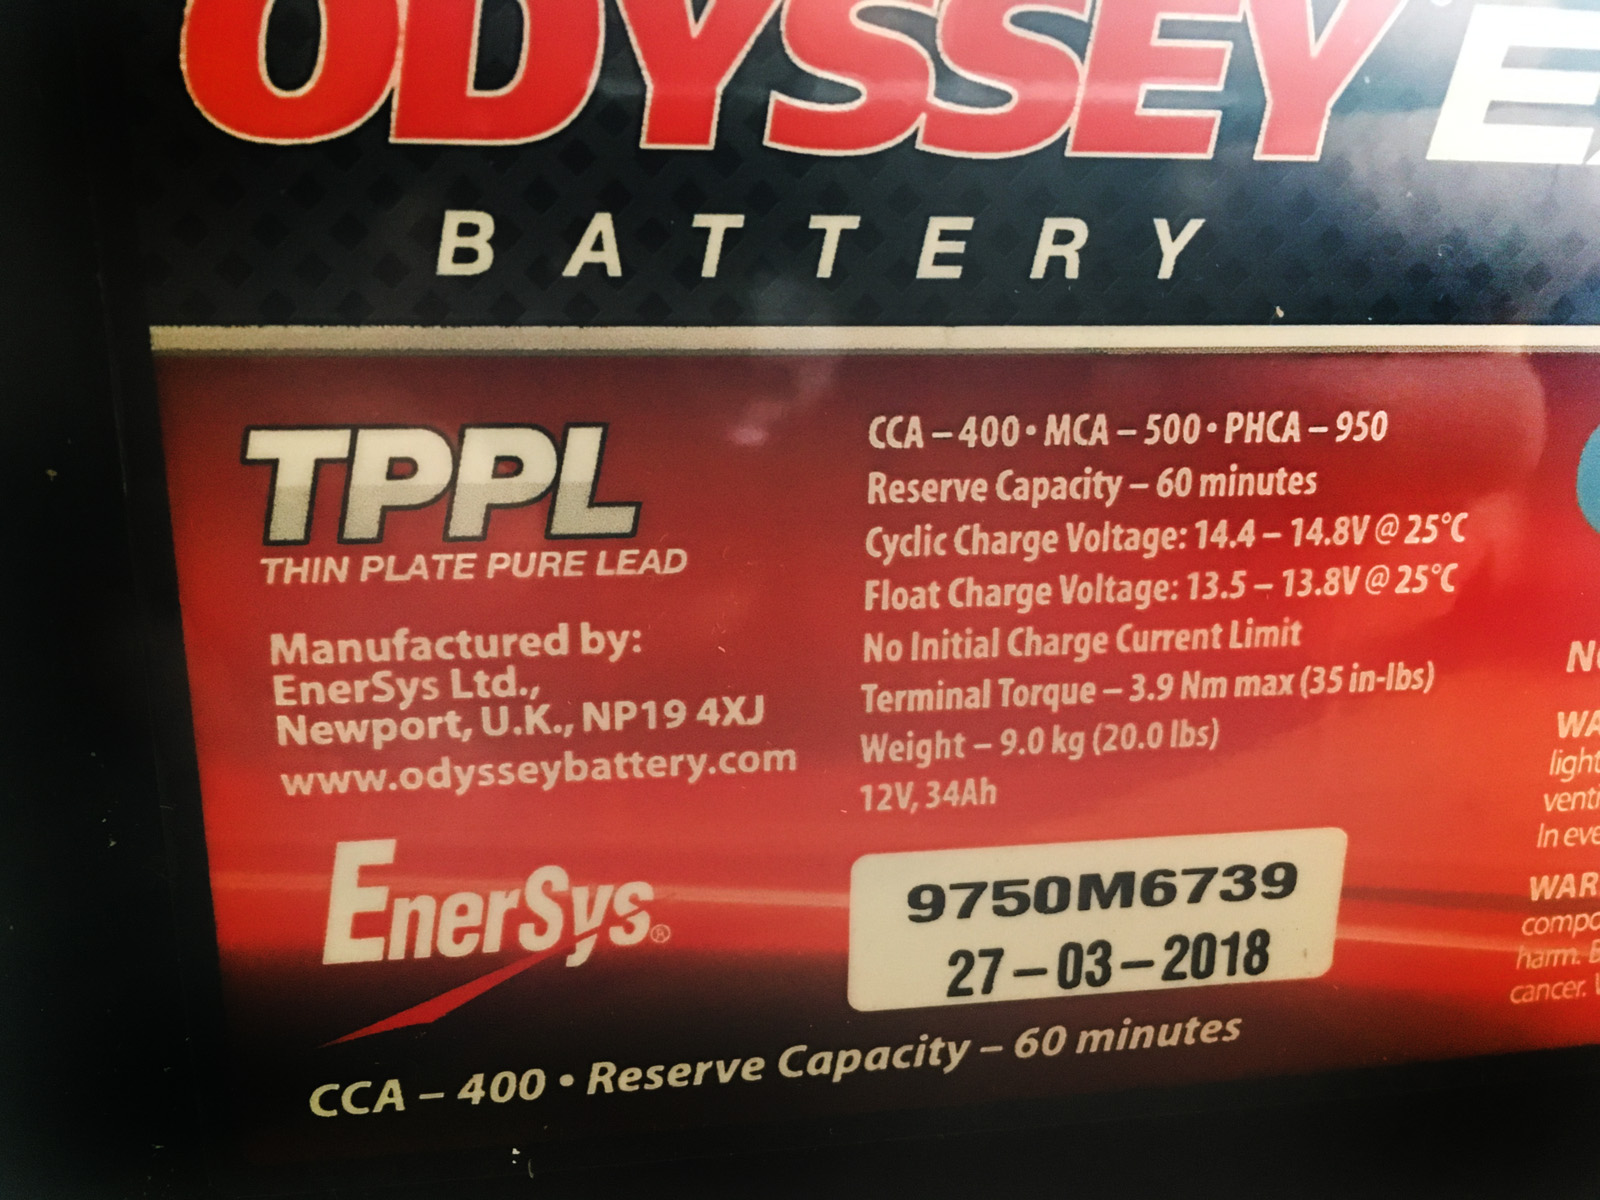 ODYSSEY
BATTERY
TPPL
THIN PLATE PURE LEAD
Manufactured by:
EnerSys Ltd.,
Newport, U.K., NP19 4XJ
www.odysseybattery.com
EnerSys®
CCA – 400 • MCA – 500 • PHCA – 950
Reserve Capacity – 60 minutes
Cyclic Charge Voltage: 14.4 – 14.8V @ 25°C
Float Charge Voltage: 13.5 – 13.8V @ 25°C
No Initial Charge Current Limit
Terminal Torque – 3.9 Nm max (35 in-lbs)
Weight – 9.0 kg (20.0 lbs)
12V, 34Ah
9750M6739
27–03–2018
CCA – 400 • Reserve Capacity – 60 minutes
harm.
cancer.